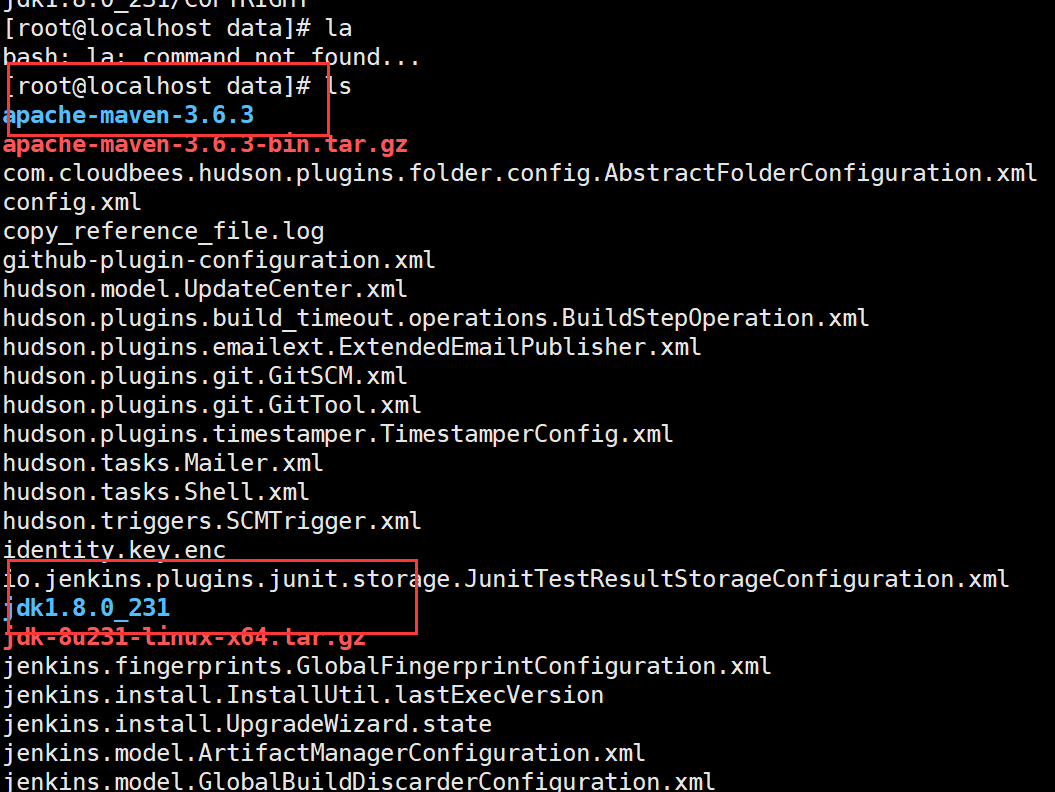 jdk1.8.0_231/COPYRIGHT
[root@localhost data]# la
bash: la: command not found...
[root@localhost data]# ls
apache-maven-3.6.3
apache-maven-3.6.3-bin.tar.gz
com.cloudbees.hudson.plugins.folder.config.AbstractFolderConfiguration.xml
config.xml
copy_reference_file.log
github-plugin-configuration.xml
hudson.model.UpdateCenter.xml
hudson.plugins.build_timeout.operations.BuildStepOperation.xml
hudson.plugins.emailext.ExtendedEmailPublisher.xml
hudson.plugins.git.GitSCM.xml
hudson.plugins.git.GitTool.xml
hudson.plugins.timestamper.TimestamperConfig.xml
hudson.tasks.Mailer.xml
hudson.tasks.Shell.xml
hudson.triggers.SCMTrigger.xml
identity.key.enc
io.jenkins.plugins.junit.storage.JunitTestResultStorageConfiguration.xml
jdk1.8.0_231
jdk-8u231-linux-x64.tar.gz
jenkins.fingerprints.GlobalFingerprintConfiguration.xml
jenkins.install.InstallUtil.lastExecVersion
jenkins.install.UpgradeWizard.state
jenkins.model.ArtifactManagerConfiguration.xml
jenkins.model.GlobalBuildDiscarderConfiguration.xml